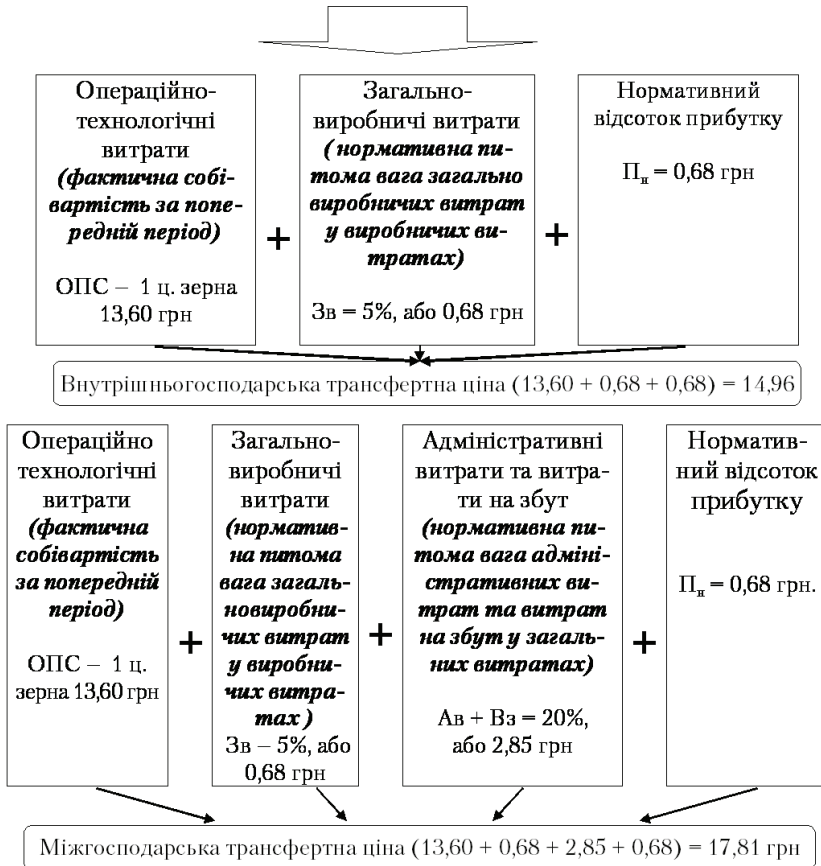 Операційно-
технологічні
витрати
(фактична собі-
вартість за попе-
редній період)
ОПС – 1 ц. зерна
13,60 грн
+
Загально-
виробничі витрати
( нормативна пи-
тома вага загально
виробничих витрат
у виробничих ви-
тратах)
Зв = 5%, або 0,68 грн
+
Нормативний
відсоток прибутку
Пн = 0,68 грн
Внутрішньогосподарська трансфертна ціна (13,60 + 0,68 + 0,68) = 14,96
Операційно
технологічні
витрати
(фактична
собівартість
за попередній
період)
ОПС – 1 ц.
зерна 13,60 грн
+
Загально-
виробничі
витрати
(норматив-
на питома
вага загаль-
новиробни-
чих витрат
у виробни-
чих витра-
тах )
Зв – 5%, або
0,68 грн
+
Адміністративні
витрати та витра-
ти на збут
(нормативна пи-
тома вага адміні-
стративних ви-
трат та витрат
на збут у загаль-
них витратах)
Ав + Вз = 20%,
або 2,85 грн
+
Норматив-
ний відсоток
прибутку
Пн = 0,68 грн.
Міжгосподарська трансфертна ціна (13,60 + 0,68 + 2,85 + 0,68) = 17,81 грн